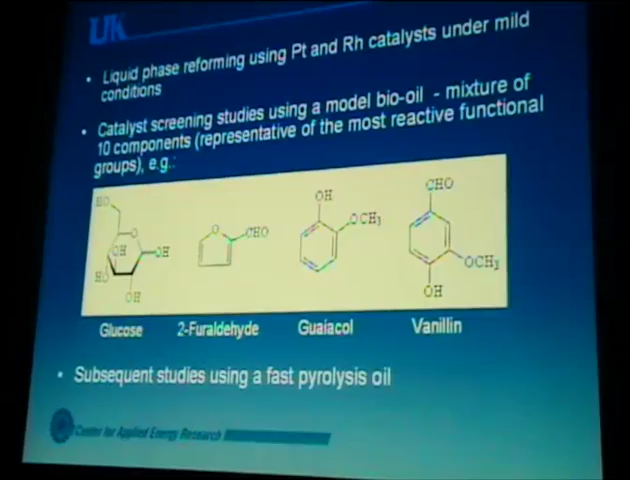 UK
• Liquid phase reforming using Pt and Rh catalysts under mild
conditions
• Catalyst screening studies using a model bio-oil - mixture of
10 components (representative of the most reactive functional
groups), e.g.:
HO O OH OH HO OH
O CHO
OH OCH₃
CHO OCH₃ OH
Glucose 2-Furaldehyde Guaiacol Vanillin
• Subsequent studies using a fast pyrolysis oil
Center for Applied Energy Research